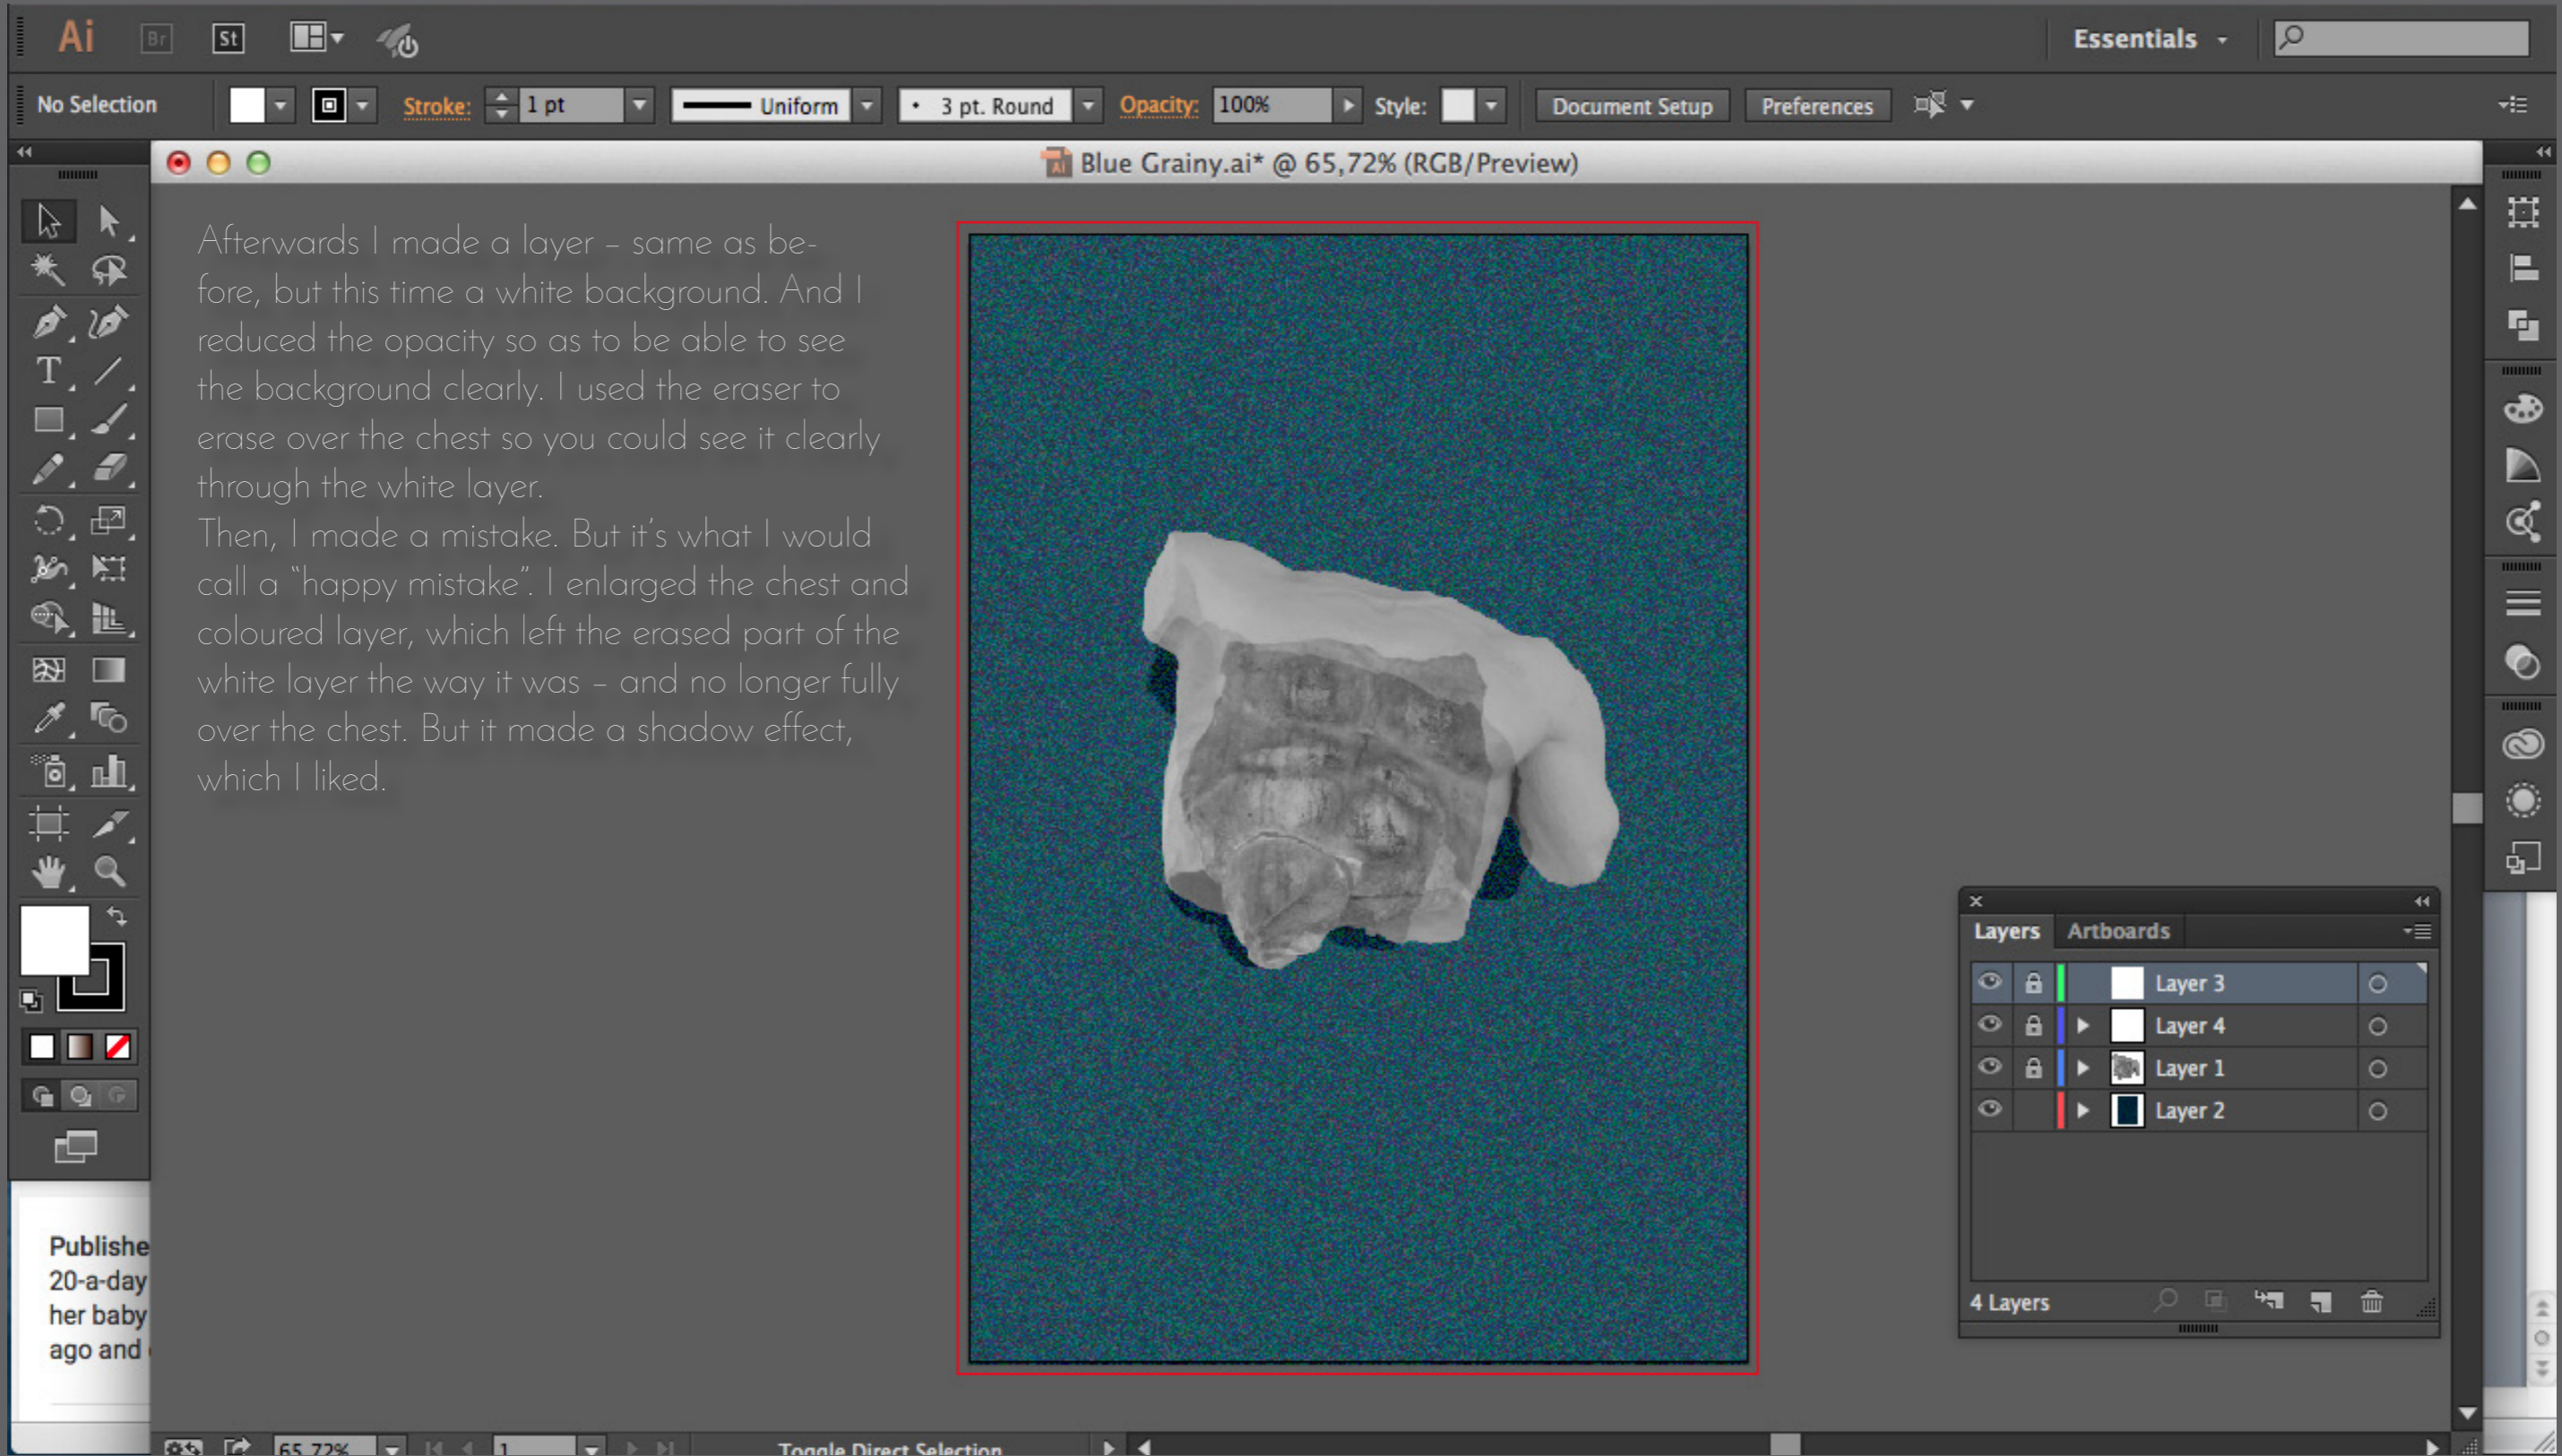 Ai Br St Essentials
No Selection Stroke: 1 pt Uniform 3 pt. Round Opacity: 100% Style: Document Setup Preferences
Blue Grainy.ai* @ 65,72% (RGB/Preview)
Afterwards I made a layer – same as be-
fore, but this time a white background. And I
reduced the opacity so as to be able to see
the background clearly. I used the eraser to
erase over the chest so you could see it clearly
through the white layer.
Then, I made a mistake. But it's what I would
call a "happy mistake". I enlarged the chest and
coloured layer, which left the erased part of the
white layer the way it was – and no longer fully
over the chest. But it made a shadow effect,
which I liked.
Layers Artboards
Layer 3
Layer 4
Layer 1
Layer 2
4 Layers
Publishe
20-a-day
her baby
ago and
65,72% 1 Toggle Direct Selection